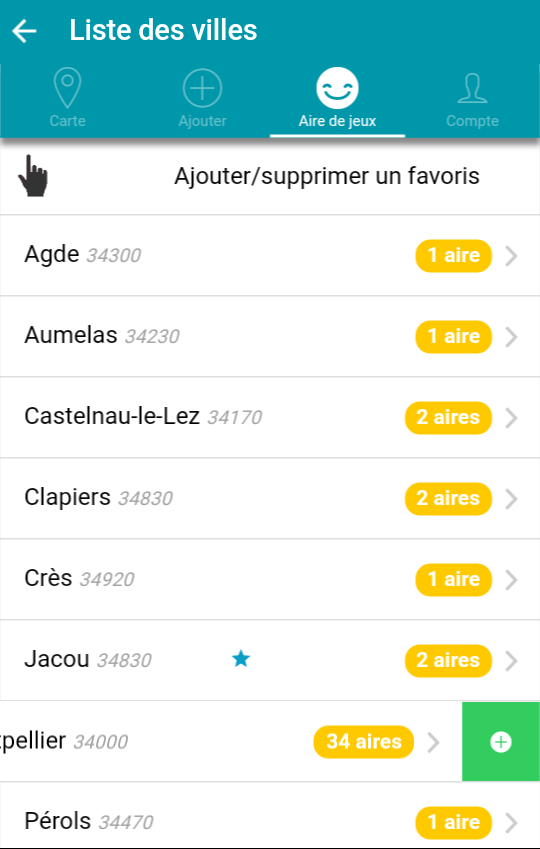 Liste des villes
Carte
Ajouter
Aire de jeux
Compte
Ajouter/supprimer un favoris
Agde 34300 1 aire
Aumelas 34230 1 aire
Castelnau-le-Lez 34170 2 aires
Clapiers 34830 2 aires
Crès 34920 1 aire
Jacou 34830 2 aires
pellier 34000 34 aires
Pérols 34470 1 aire